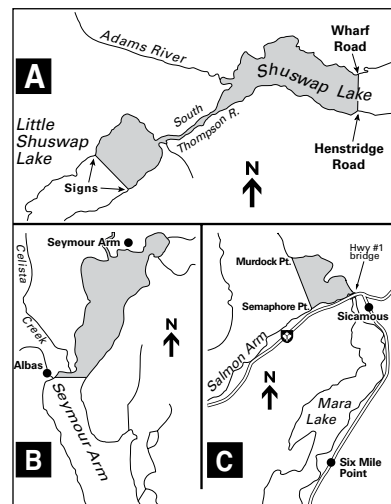 Adams River
Wharf
Road
A
Shuswap Lake
South
Thompson R.
Little
Shuswap
Lake
Henstridge
Road
Signs
N
Seymour Arm
Celista
Creek
N
Albas
Seymour Arm
B
Hwy #1
bridge
Murdock Pt.
Semaphore Pt.
Sicamous
Salmon Arm
N
Mara
Lake
C
Six Mile
Point